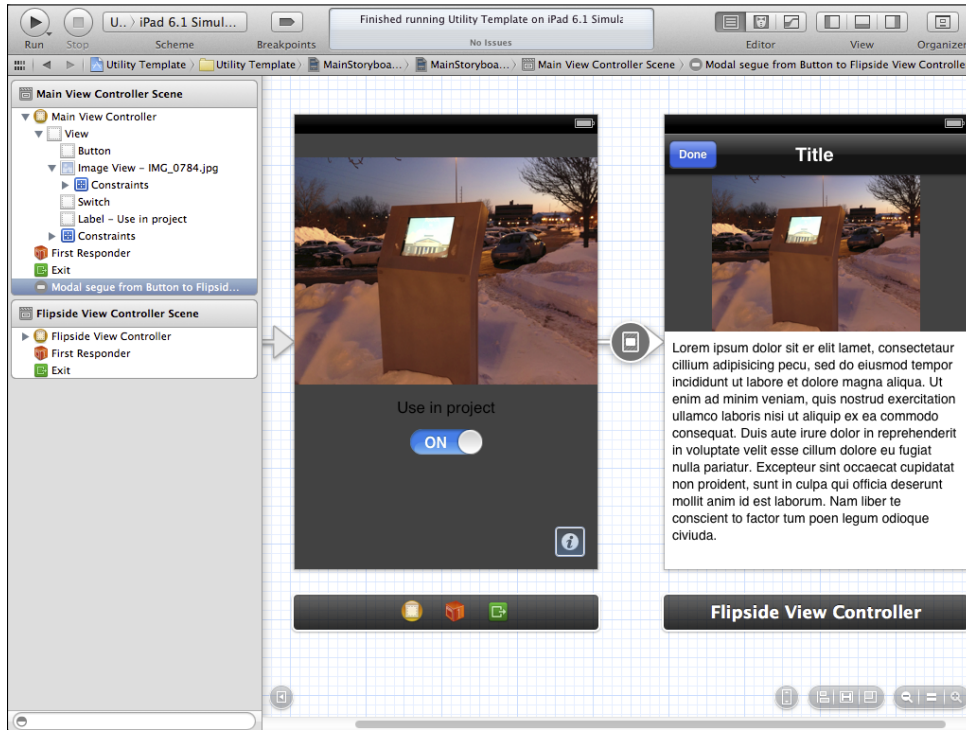 U.. 〉 iPad 6.1 Simul...
Finished running Utility Template on iPad 6.1 Simula
No Issues
Run Stop Scheme Breakpoints Editor View Organizer
Utility Template 〉 Utility Template 〉 MainStoryboa... 〉 MainStoryboa... 〉 Main View Controller Scene 〉 Modal segue from Button to Flipside View Controlle
Main View Controller Scene
Main View Controller
View
Button
Image View – IMG_0784.jpg
Constraints
Switch
Label – Use in project
Constraints
First Responder
Exit
Modal segue from Button to Flipsid...
Flipside View Controller Scene
Flipside View Controller
First Responder
Exit
Use in project
ON
Done
Title
Lorem ipsum dolor sit er elit lamet, consectetaur
cillium adipisicing pecu, sed do eiusmod tempor
incididunt ut labore et dolore magna aliqua. Ut
enim ad minim veniam, quis nostrud exercitation
ullamco laboris nisi ut aliquip ex ea commodo
consequat. Duis aute irure dolor in reprehenderit
in voluptate velit esse cillum dolore eu fugiat
nulla pariatur. Excepteur sint occaecat cupidatat
non proident, sunt in culpa qui officia deserunt
mollit anim id est laborum. Nam liber te
conscient to factor tum poen legum odioque
civiuda.
Flipside View Controller